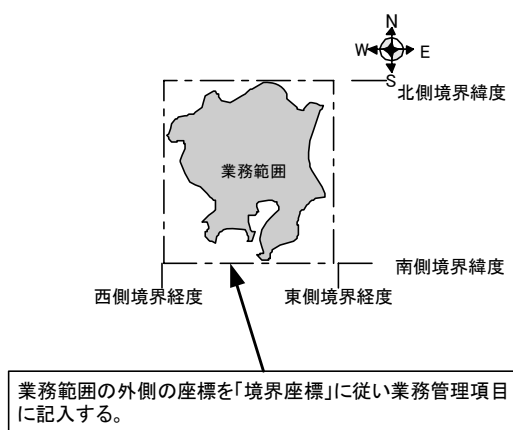 N
W
E
S
北側境界緯度
業務範囲
南側境界緯度
西側境界経度
東側境界経度
業務範囲の外側の座標を「境界座標」に従い業務管理項目
に記入する。